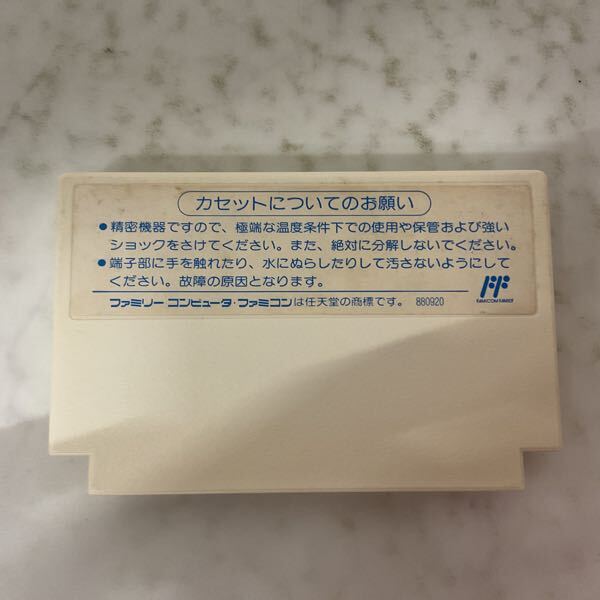 カセットについてのお願い
●精密機器ですので、極端な温度条件下での使用や保管および強い
ショックをさけてください。また、絶対に分解しないでください。
●端子部に手を触れたり、水にぬらしたりして汚さないようにして
ください。故障の原因となります。
ファミリー コンピュータ・ファミコンは任天堂の商標です。 880920
FAMICOM FAMILY